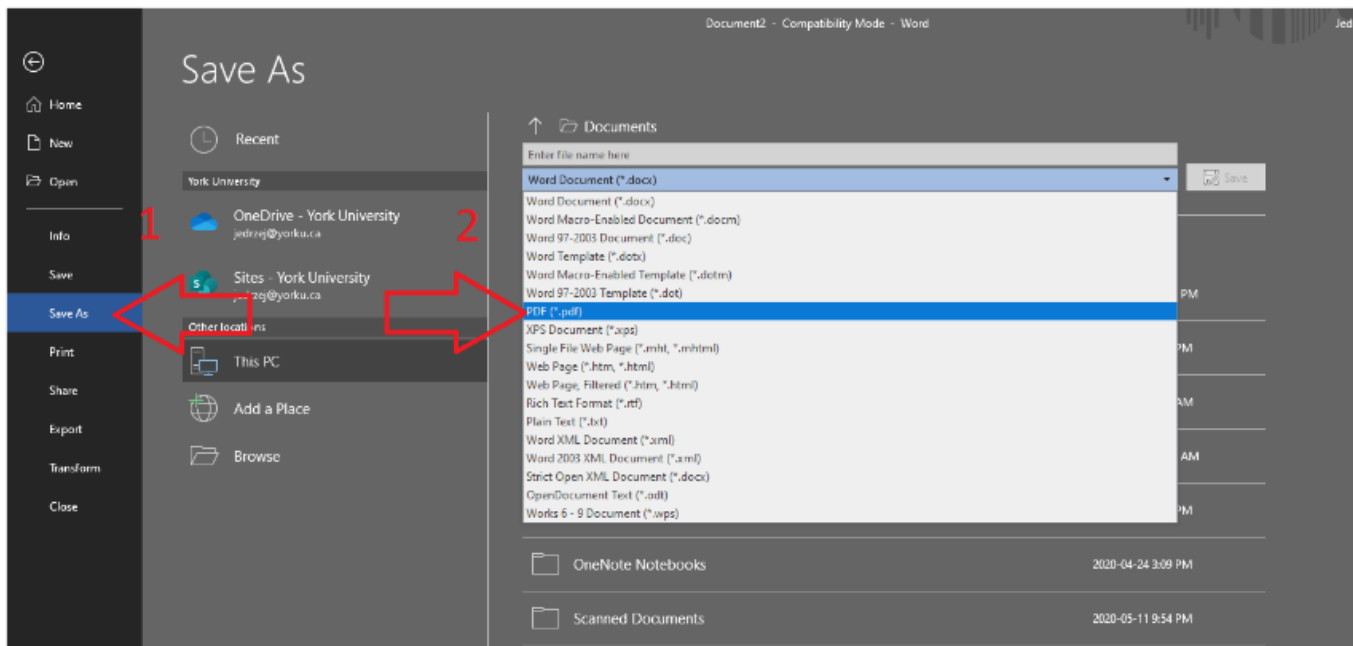 Document2 - Compatibility Mode - Word
Jed
Save As
Home
New
Open
Info
Save
Save As
Print
Share
Export
Transform
Close
1
Recent
York University
OneDrive - York University
jedrzej@yorku.ca
Sites - York University
jedrzej@yorku.ca
Other locations
This PC
Add a Place
Browse
2
Documents
Enter file name here
Word Document (*.docx)
Save
Word Document (*.docx)
Word Macro-Enabled Document (*.docm)
Word 97-2003 Document (*.doc)
Word Template (*.dotx)
Word Macro-Enabled Template (*.dotm)
Word 97-2003 Template (*.dot)
PDF (*.pdf)
XPS Document (*.xps)
Single File Web Page (*.mht, *.mhtml)
Web Page (*.htm, *.html)
Web Page, Filtered (*.htm, *.html)
Rich Text Format (*.rtf)
Plain Text (*.txt)
Word XML Document (*.xml)
Word 2003 XML Document (*.xml)
Strict Open XML Document (*.docx)
OpenDocument Text (*.odt)
Works 6 - 9 Document (*.wps)
PM
PM
AM
AM
PM
OneNote Notebooks
2020-04-24 3:09 PM
Scanned Documents
2020-05-11 9:54 PM